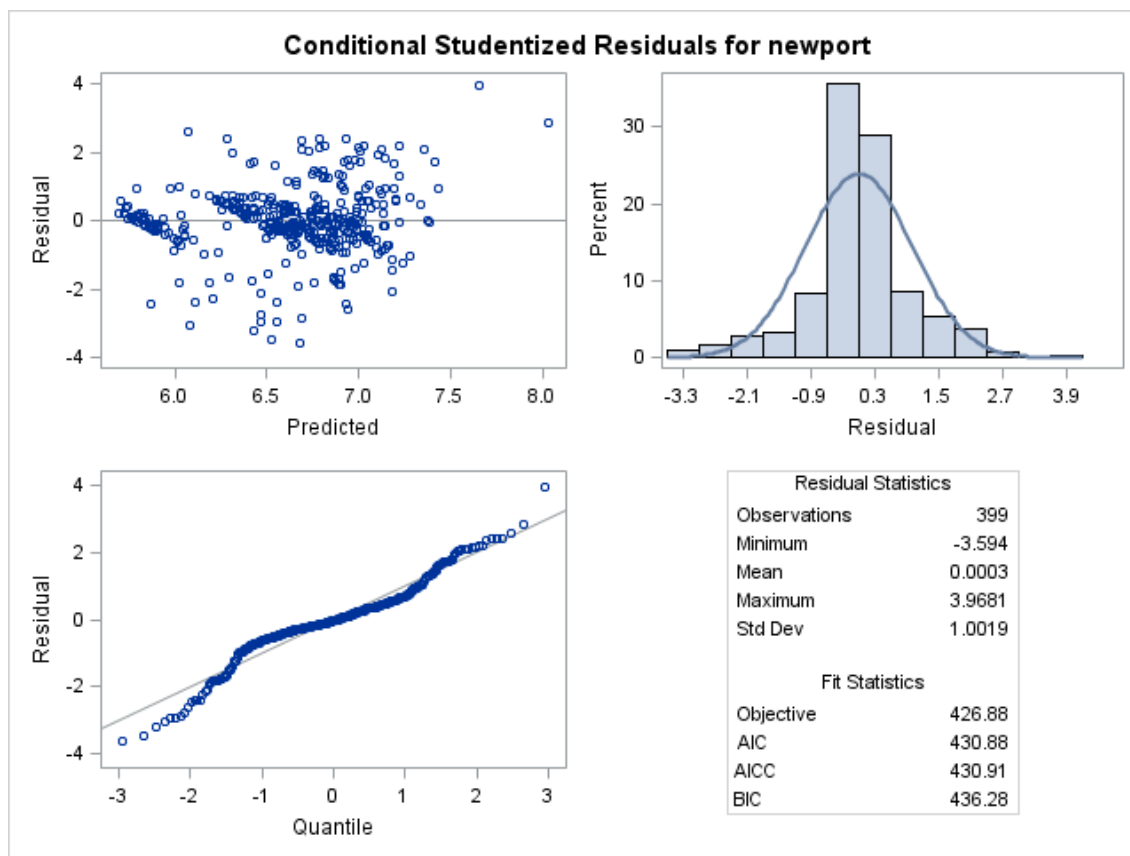 Conditional Studentized Residuals for newport
4
2
0
-2
-4
Residual
6.0 6.5 7.0 7.5 8.0
Predicted
30
20
10
0
Percent
-3.3 -2.1 -0.9 0.3 1.5 2.7 3.9
Residual
4
2
0
-2
-4
Residual
-3 -2 -1 0 1 2 3
Quantile
Residual Statistics
Observations 399
Minimum -3.594
Mean 0.0003
Maximum 3.9681
Std Dev 1.0019
Fit Statistics
Objective 426.88
AIC 430.88
AICC 430.91
BIC 436.28